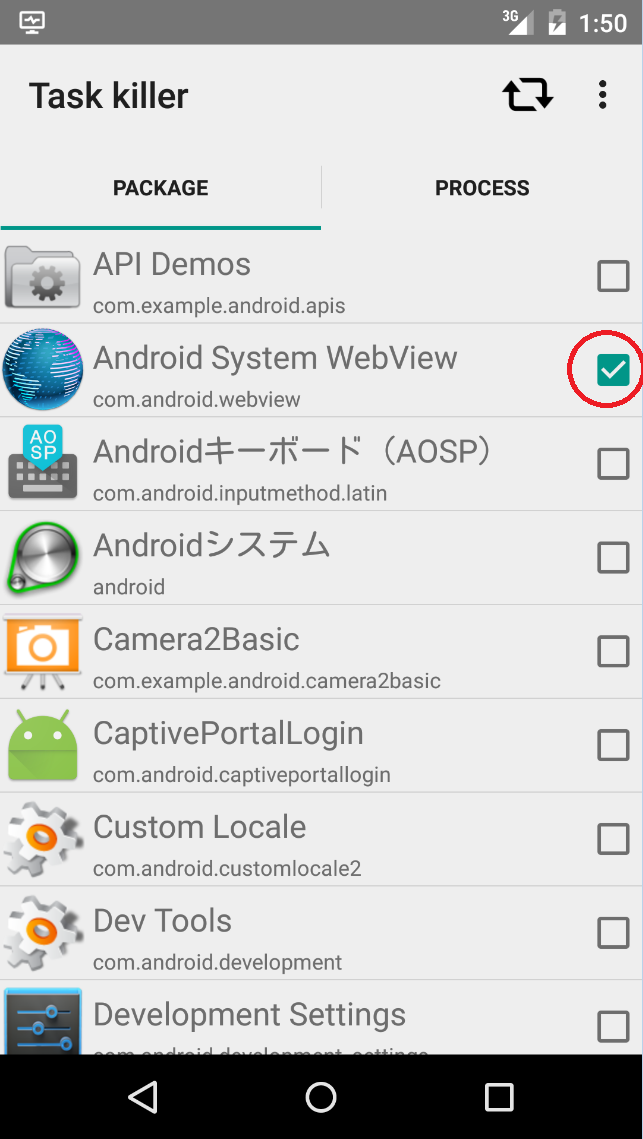 3G 1:50
Task killer
PACKAGE PROCESS
API Demos
com.example.android.apis
Android System WebView
com.android.webview
AO
SP
Androidキーボード（AOSP）
com.android.inputmethod.latin
Androidシステム
android
Camera2Basic
com.example.android.camera2basic
CaptivePortalLogin
com.android.captiveportallogin
Custom Locale
com.android.customlocale2
Dev Tools
com.android.development
Development Settings
com.android.development_settings